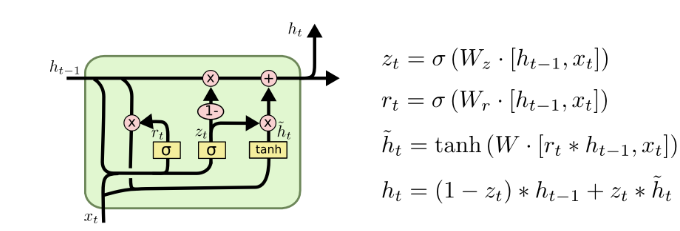 h_t
h_{t-1}
x +
1-
x r_t z_t x h̃_t
σ σ tanh
x_t
z_t = σ (W_z · [h_{t-1}, x_t])
r_t = σ (W_r · [h_{t-1}, x_t])
h̃_t = tanh (W · [r_t * h_{t-1}, x_t])
h_t = (1 − z_t) * h_{t-1} + z_t * h̃_t